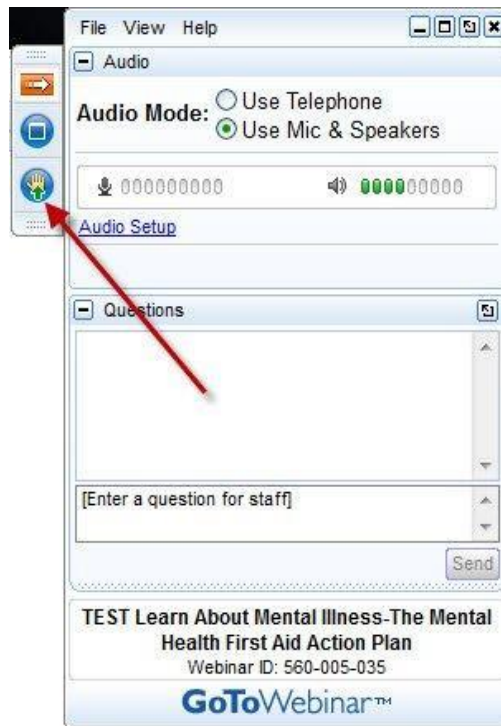 File View Help
Audio
Audio Mode:
Use Telephone
Use Mic & Speakers
Audio Setup
Questions
[Enter a question for staff]
Send
TEST Learn About Mental Illness-The Mental
Health First Aid Action Plan
Webinar ID: 560-005-035
GoToWebinar™